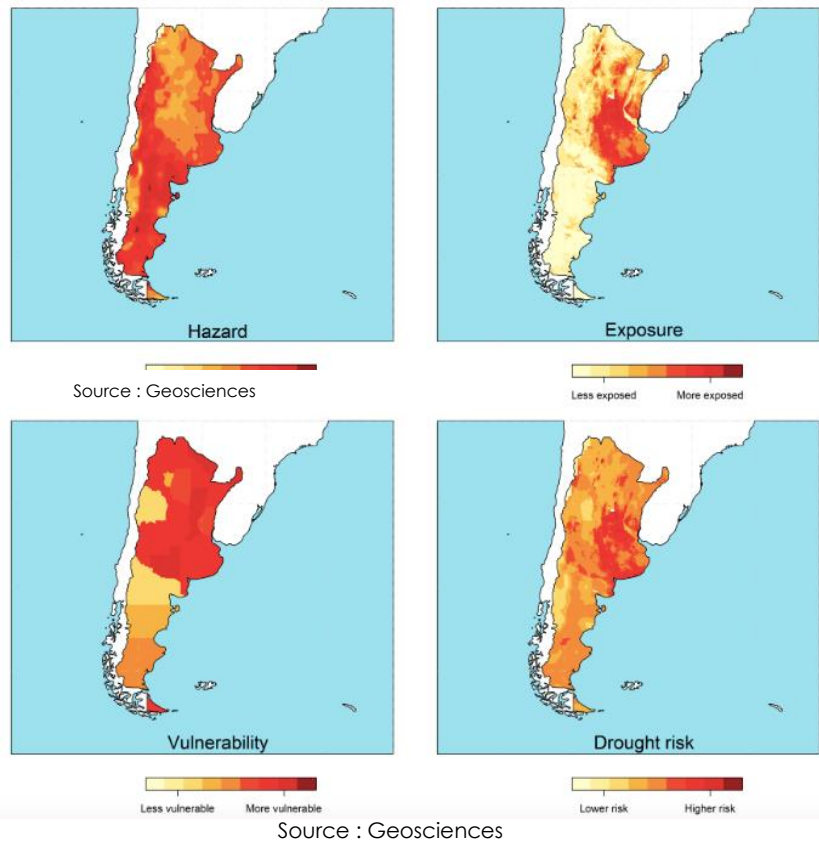 Hazard
Exposure
Source : Geosciences
Less exposed More exposed
Vulnerability
Drought risk
Less vulnerable More vulnerable
Lower risk Higher risk
Source : Geosciences